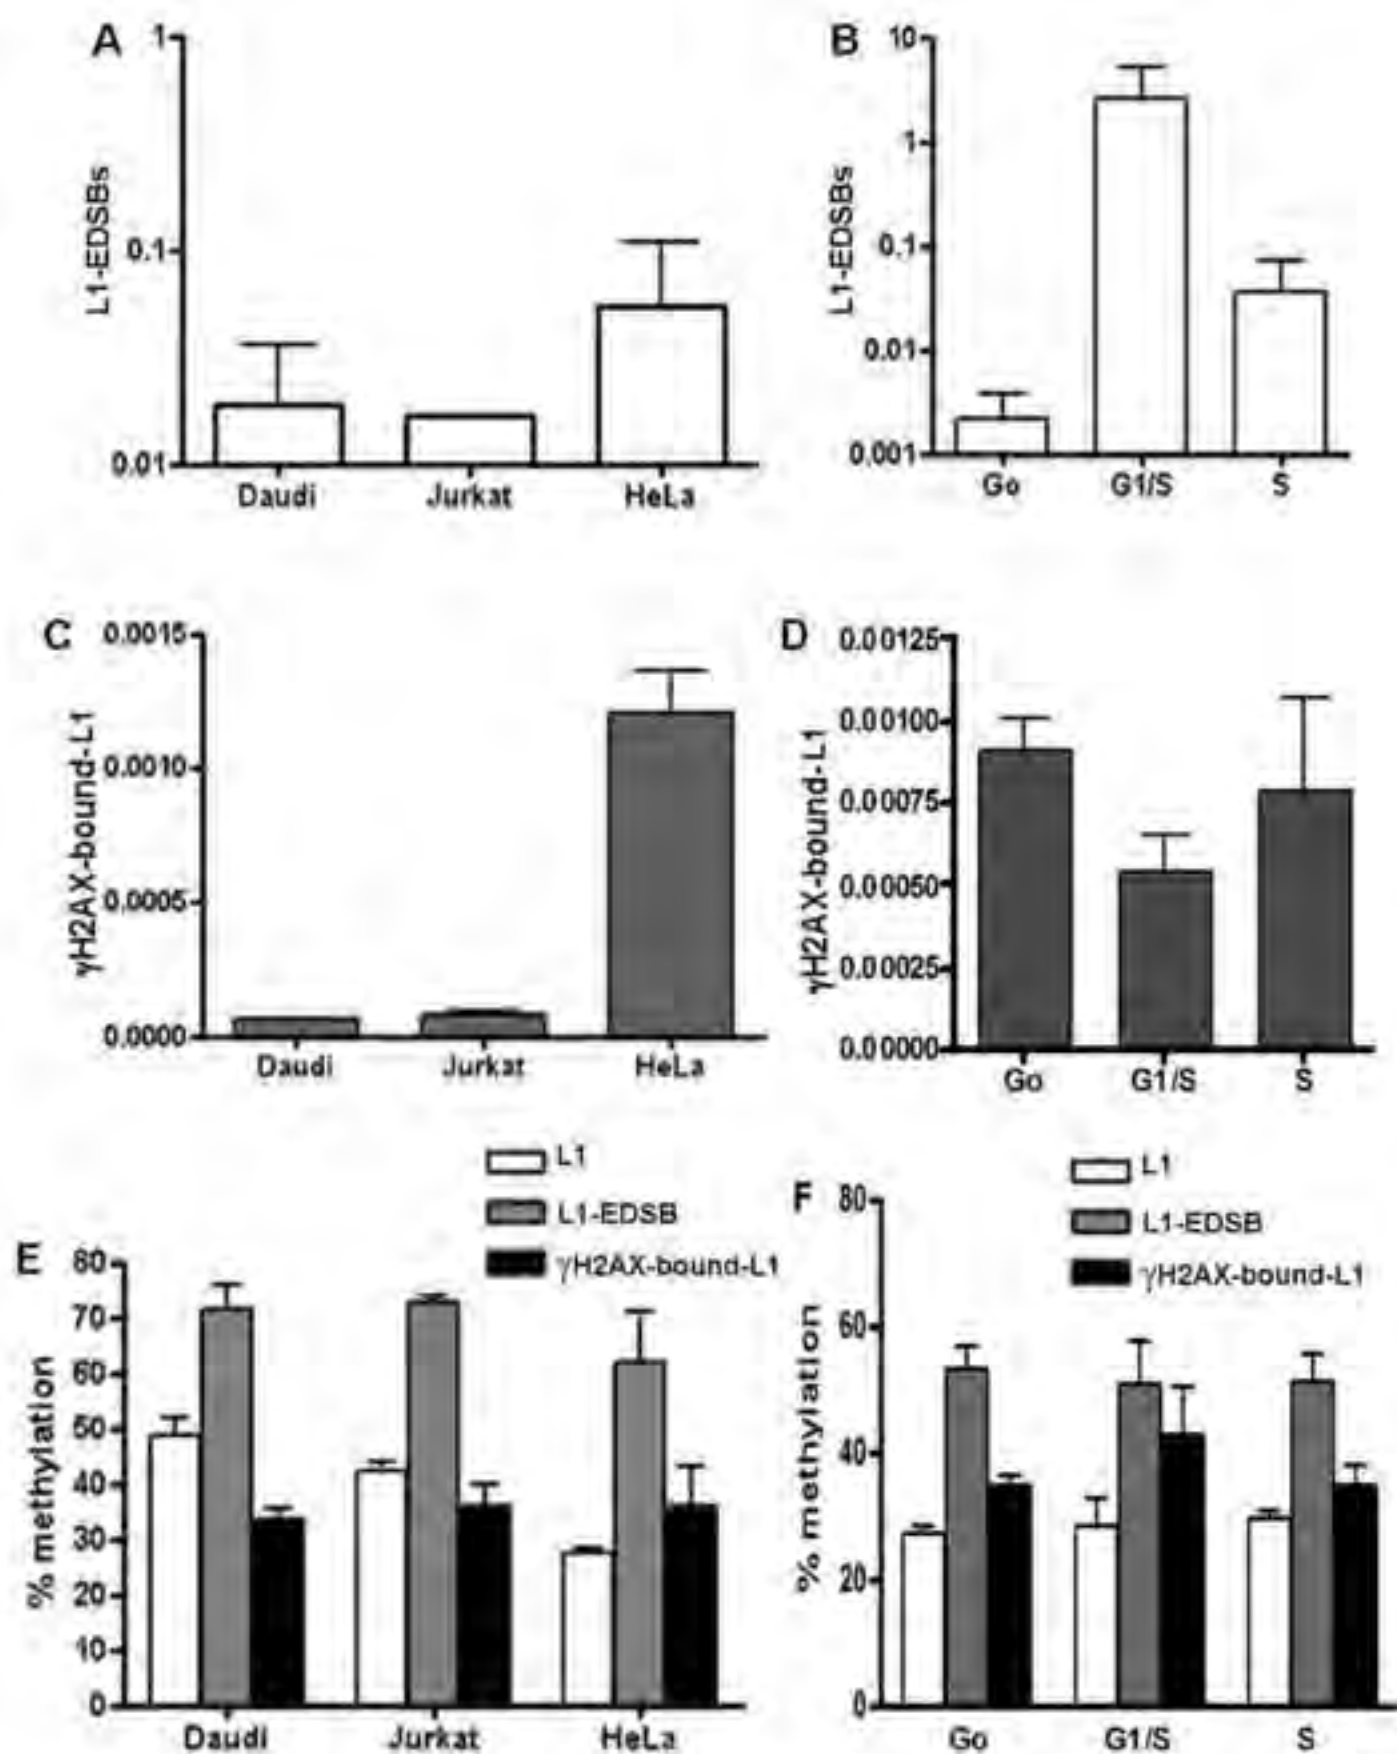 A
L1-EDSBs
1
0.1
0.01
Daudi
Jurkat
HeLa
B
L1-EDSBs
10
1
0.1
0.01
0.001
Go
G1/S
S
C
γH2AX-bound-L1
0.0015
0.0010
0.0005
0.0000
Daudi
Jurkat
HeLa
D
γH2AX-bound-L1
0.00125
0.00100
0.00075
0.00050
0.00025
0.00000
Go
G1/S
S
E
L1
L1-EDSB
γH2AX-bound-L1
% methylation
80
70
60
50
40
30
20
10
0
Daudi
Jurkat
HeLa
F
L1
L1-EDSB
γH2AX-bound-L1
% methylation
80
60
40
20
0
Go
G1/S
S